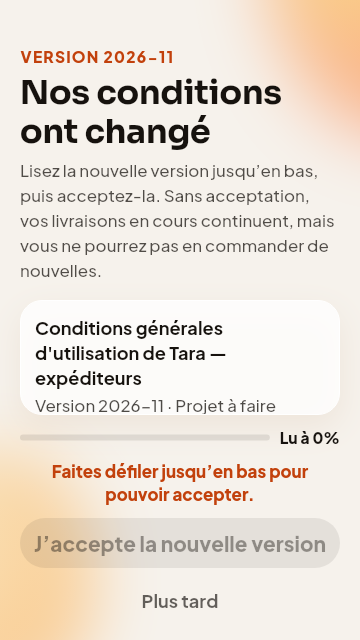 VERSION 2026-11
Nos conditions
ont changé
Lisez la nouvelle version jusqu’en bas,
puis acceptez-la. Sans acceptation,
vos livraisons en cours continuent, mais
vous ne pourrez pas en commander de
nouvelles.
Conditions générales
d'utilisation de Tara —
expéditeurs
Version 2026-11 · Projet à faire
Lu à 0%
Faites défiler jusqu’en bas pour
pouvoir accepter.
J’accepte la nouvelle version
Plus tard